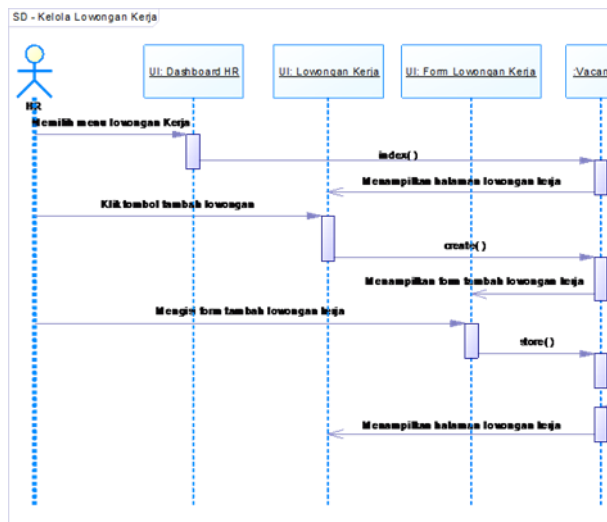 SD - Kelola Lowongan Kerja
UI: Dashboard HR
UI: Lowongan Kerja
UI: Form Lowongan Kerja
:Vacan
HR
Memilih menu lowongan Kerja
index( )
Menampilkan halaman lowongan kerja
Klik tombol tambah lowongan
create( )
Menampilkan form tambah lowongan kerja
Mengisi form tambah lowongan kerja
store( )
Menampilkan halaman lowongan kerja